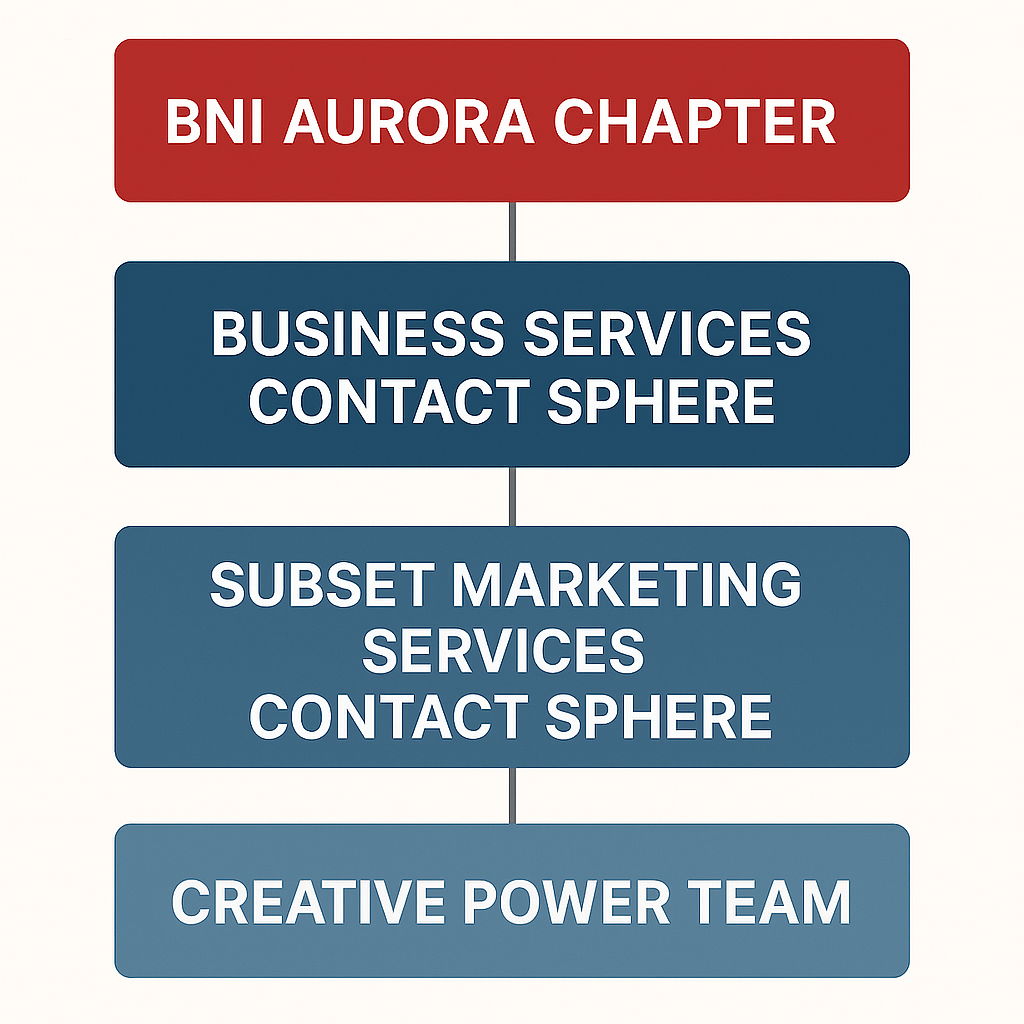 BNI AURORA CHAPTER
BUSINESS SERVICES
CONTACT SPHERE
SUBSET MARKETING
SERVICES
CONTACT SPHERE
CREATIVE POWER TEAM